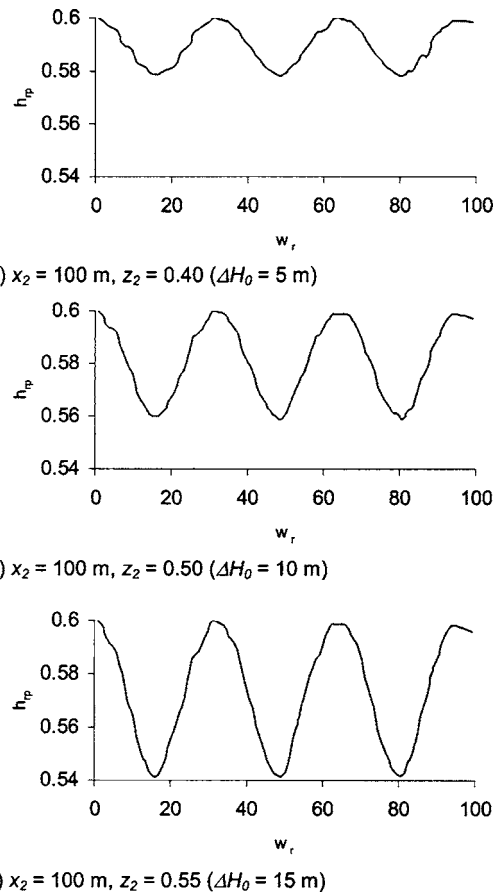 0.6
0.58
0.56
0.54
h_rp
0 20 40 60 80 100
w_r
) x₂ = 100 m, z₂ = 0.40 (ΔH₀ = 5 m)
0.6
0.58
0.56
0.54
h_rp
0 20 40 60 80 100
w_r
) x₂ = 100 m, z₂ = 0.50 (ΔH₀ = 10 m)
0.6
0.58
0.56
0.54
h_rp
0 20 40 60 80 100
w_r
) x₂ = 100 m, z₂ = 0.55 (ΔH₀ = 15 m)